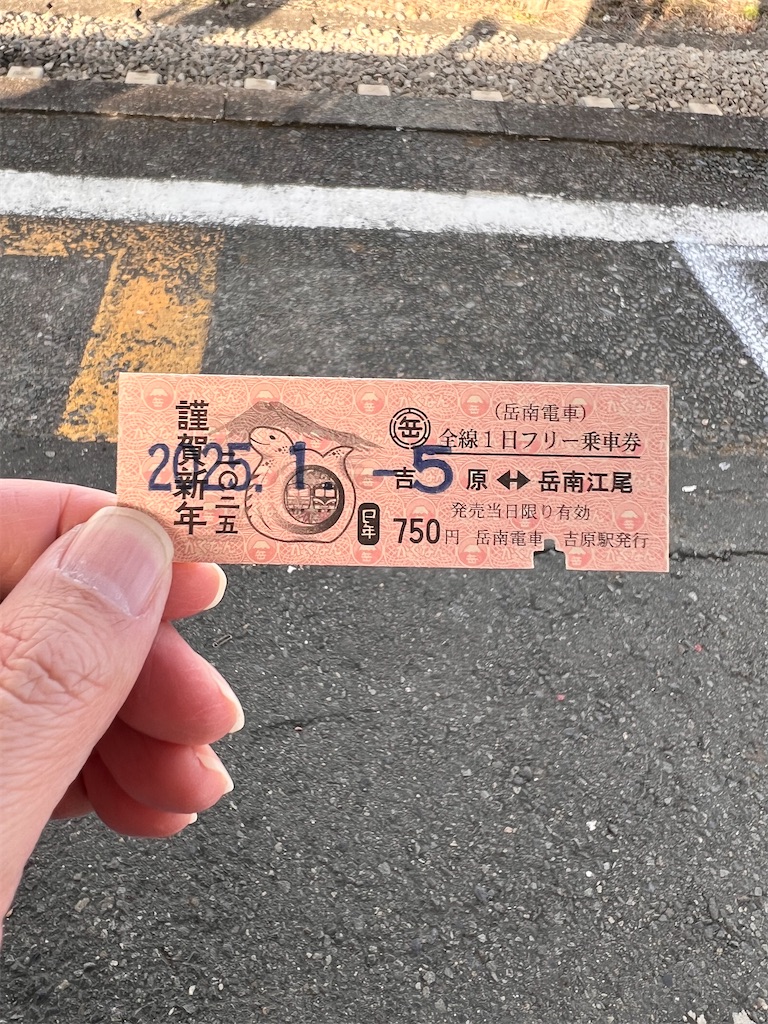 謹賀新年
二〇二五
2025. 1. -5
巳年
(岳南電車)
岳 全線1日フリー乗車券
吉原↔岳南江尾
発売当日限り有効
750円 岳南電車 吉原駅発行